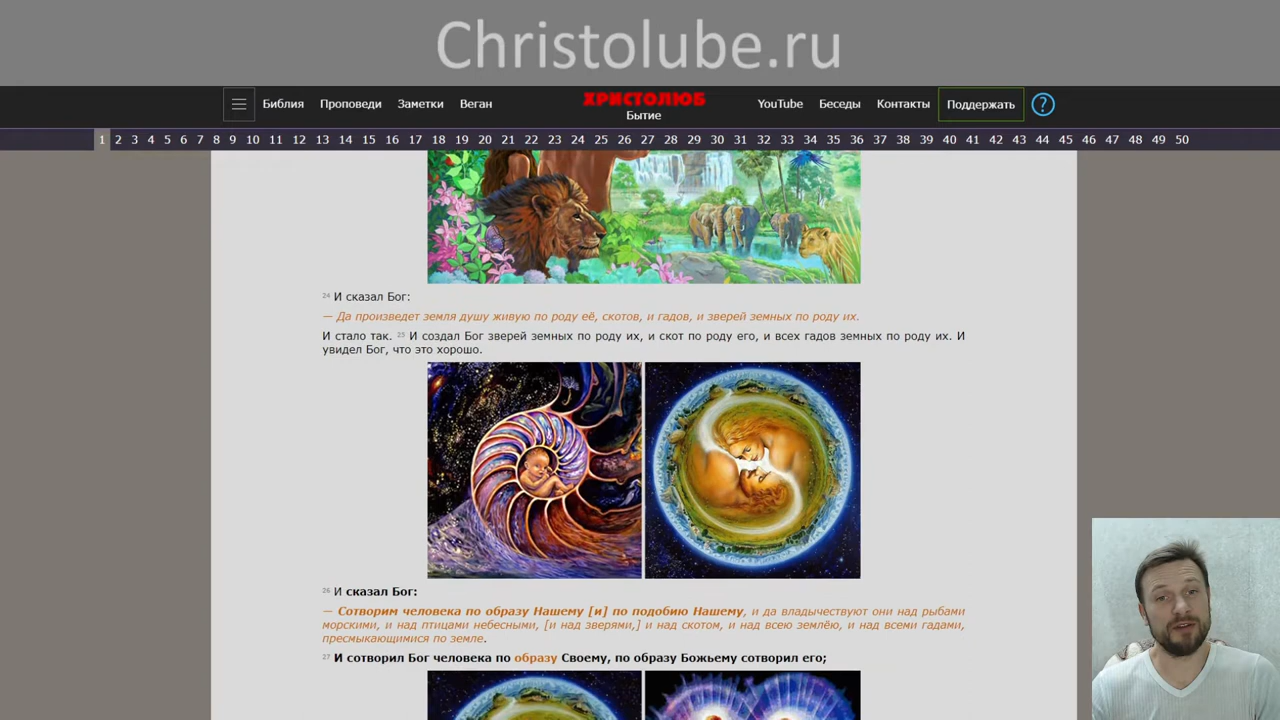 Christolube.ru
Библия Проповеди Заметки Веган ХРИСТОЛЮБ YouTube Беседы Контакты Поддержать ?
Бытие
1 2 3 4 5 6 7 8 9 10 11 12 13 14 15 16 17 18 19 20 21 22 23 24 25 26 27 28 29 30 31 32 33 34 35 36 37 38 39 40 41 42 43 44 45 46 47 48 49 50
24 И сказал Бог:
— Да произведет земля душу живую по роду её, скотов, и гадов, и зверей земных по роду их.
И стало так. 25 И создал Бог зверей земных по роду их, и скот по роду его, и всех гадов земных по роду их. И
увидел Бог, что это хорошо.
26 И сказал Бог:
— Сотворим человека по образу Нашему [и] по подобию Нашему, и да владычествуют они над рыбами
морскими, и над птицами небесными, [и над зверями,] и над скотом, и над всею землёю, и над всеми гадами,
пресмыкающимися по земле.
27 И сотворил Бог человека по образу Своему, по образу Божьему сотворил его;